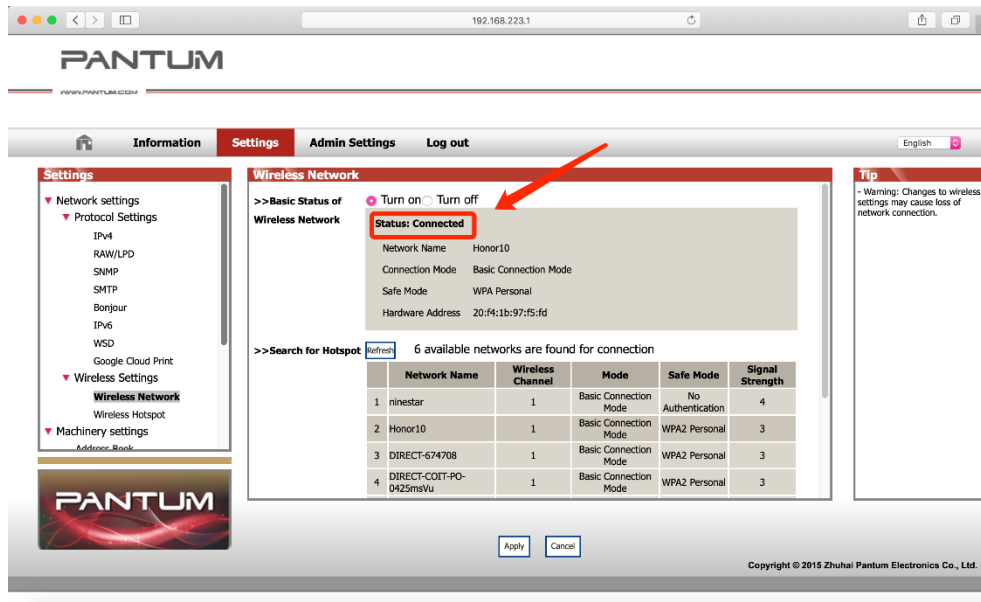 192.168.223.1
PANTUM
WWW.PANTUM.COM
Information Settings Admin Settings Log out English
Settings
Network settings
Protocol Settings
IPv4
RAW/LPD
SNMP
SMTP
Bonjour
IPv6
WSD
Google Cloud Print
Wireless Settings
Wireless Network
Wireless Hotspot
Machinery settings
Address Book
PANTUM
Wireless Network
>>Basic Status of Wireless Network
Turn on Turn off
Status: Connected
Network Name Honor10
Connection Mode Basic Connection Mode
Safe Mode WPA Personal
Hardware Address 20:f4:1b:97:f5:fd
>>Search for Hotspot Refresh 6 available networks are found for connection
Network Name Wireless Channel Mode Safe Mode Signal Strength
1 ninestar 1 Basic Connection Mode No Authentication 4
2 Honor10 1 Basic Connection Mode WPA2 Personal 3
3 DIRECT-674708 1 Basic Connection Mode WPA2 Personal 3
4 DIRECT-COIT-PO-0425msVu 1 Basic Connection Mode WPA2 Personal 3
Apply Cancel
Tip
- Warning: Changes to wireless
settings may cause loss of
network connection.
Copyright © 2015 Zhuhai Pantum Electronics Co., Ltd.